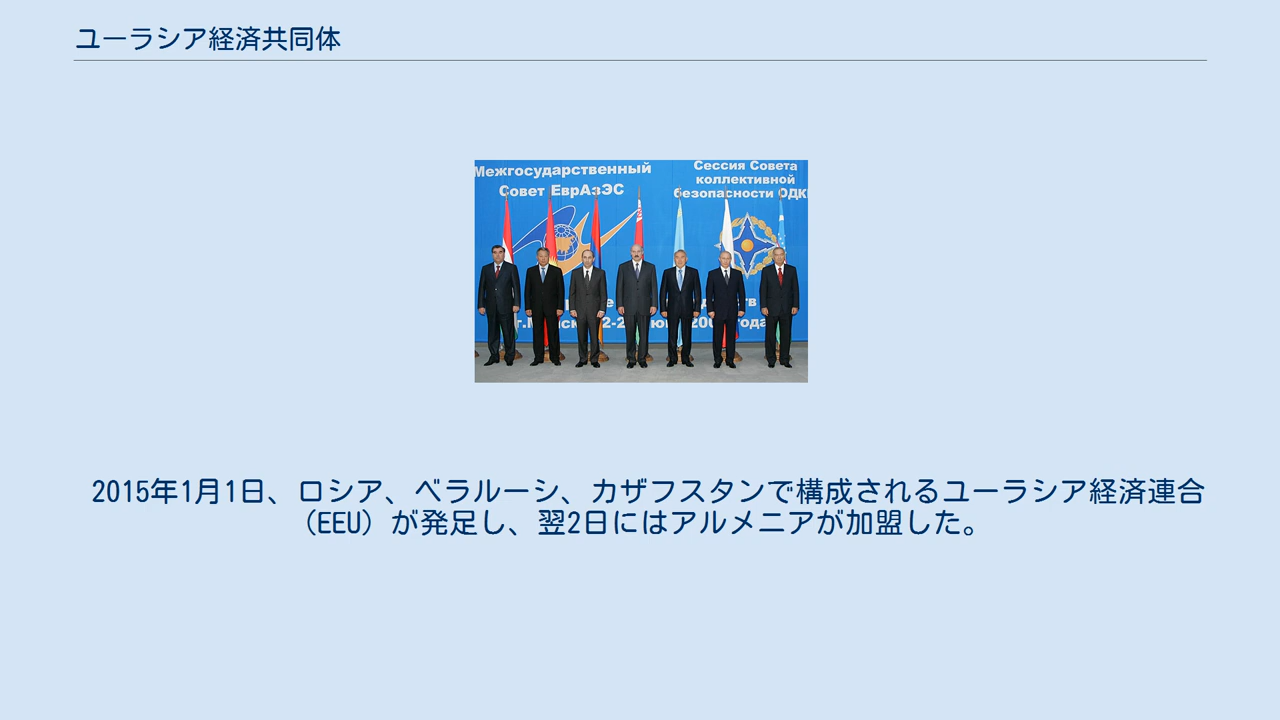 ユーラシア経済共同体
Межгосударственный
Совет ЕврАзЭС
Сессия Совета
коллективной
безопасности
2015年1月1日、ロシア、ベラルーシ、カザフスタンで構成されるユーラシア経済連合
（EEU）が発足し、翌2日にはアルメニアが加盟した。